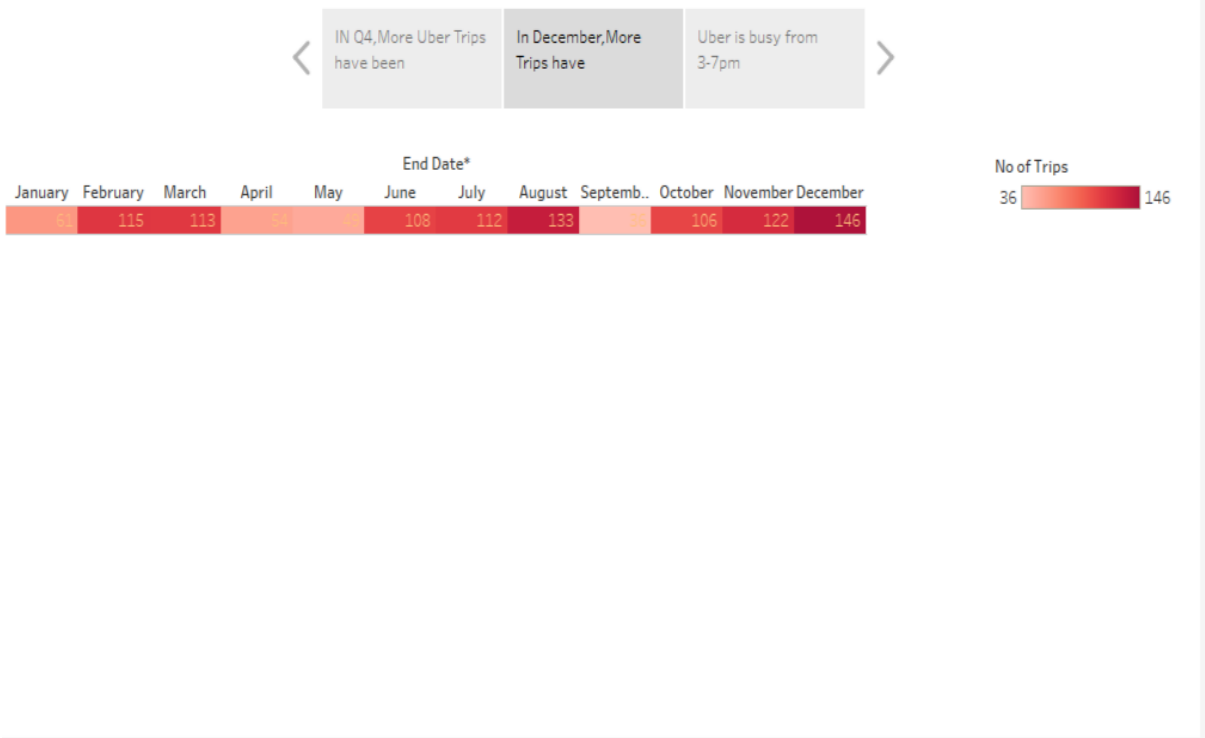 IN Q4,More Uber Trips
have been
In December,More
Trips have
Uber is busy from
3-7pm
End Date*
No of Trips
January February March April May June July August Septemb.. October November December
36 146
61 115 113 54 108 112 133 106 122 146